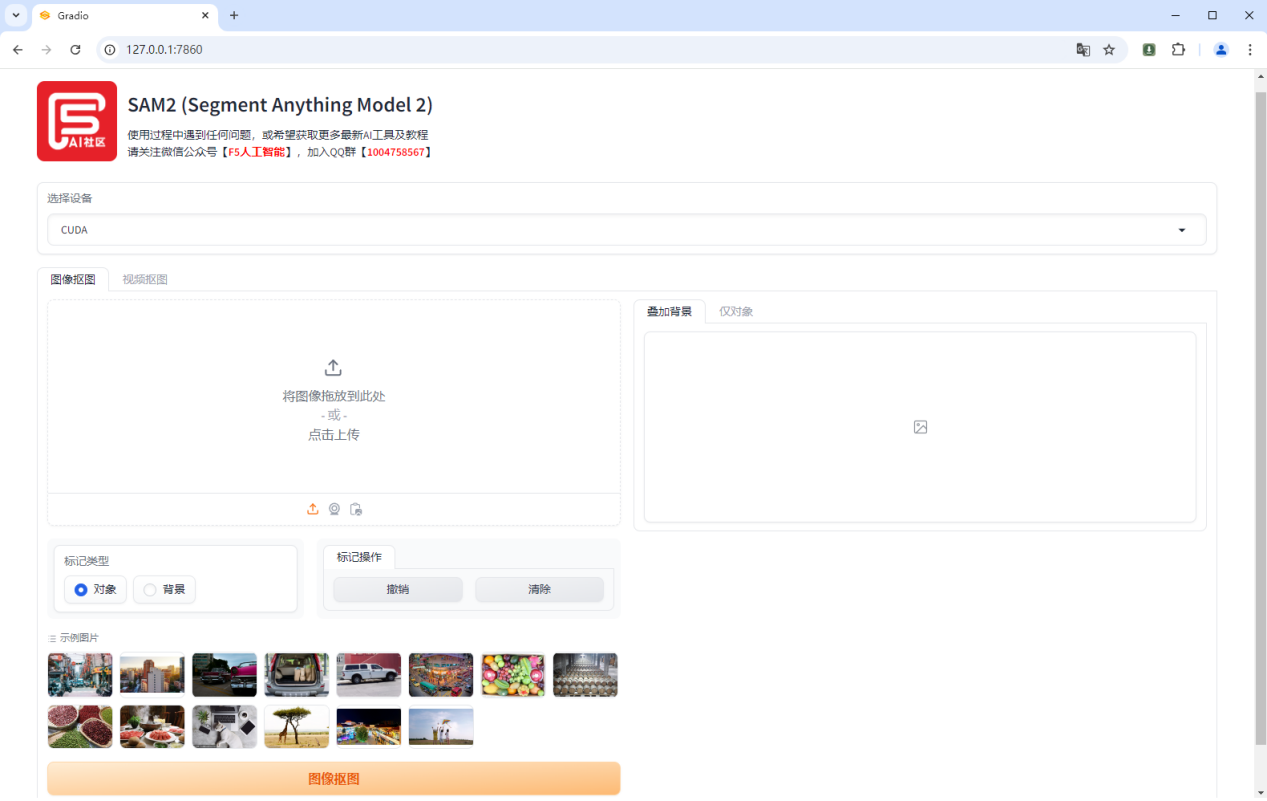 Gradio
127.0.0.1:7860
AI社区
SAM2 (Segment Anything Model 2)
使用过程中遇到任何问题，或希望获取更多最新AI工具及教程
请关注微信公众号【F5人工智能】，加入QQ群【1004758567】
选择设备
CUDA
图像抠图
视频抠图
将图像拖放到此处
- 或 -
点击上传
叠加背景
仅对象
标记类型
对象
背景
标记操作
撤销
清除
示例图片
图像抠图